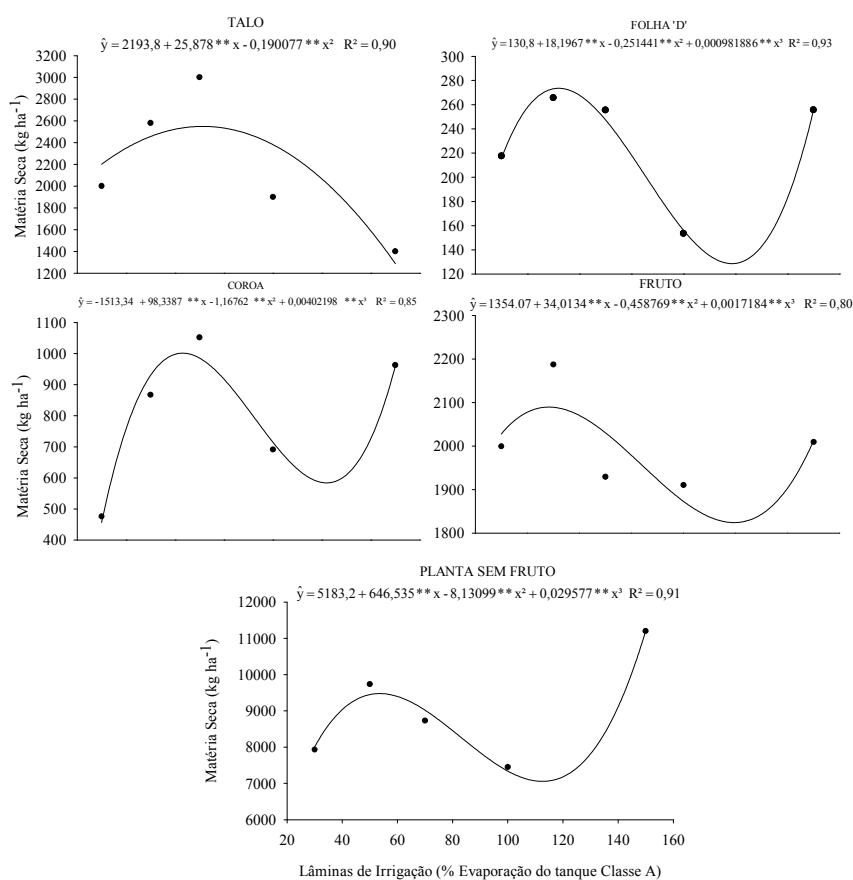 TALO
ŷ = 2193,8 + 25,878 ** x - 0,190077 ** x² R² = 0,90
3200
3000
2800
2600
2400
2200
2000
1800
1600
1400
1200
Matéria Seca (kg ha⁻¹)
FOLHA 'D'
ŷ = 130,8 + 18,1967 ** x - 0,251441 ** x² + 0,000981886 ** x³ R² = 0,93
300
280
260
240
220
200
180
160
140
120
COROA
ŷ = -1513,34 + 98,3387 ** x - 1,16762 ** x² + 0,00402198 ** x³ R² = 0,85
1100
1000
900
800
700
600
500
400
Matéria Seca (kg ha⁻¹)
FRUTO
ŷ = 1354.07 + 34,0134 ** x - 0,458769 ** x² + 0,0017184 ** x³ R² = 0,80
2300
2200
2100
2000
1900
1800
PLANTA SEM FRUTO
ŷ = 5183,2 + 646,535 ** x - 8,13099 ** x² + 0,029577 ** x³ R² = 0,91
12000
11000
10000
9000
8000
7000
6000
Matéria Seca (kg ha⁻¹)
20 40 60 80 100 120 140 160
Lâminas de Irrigação (% Evaporação do tanque Classe A)